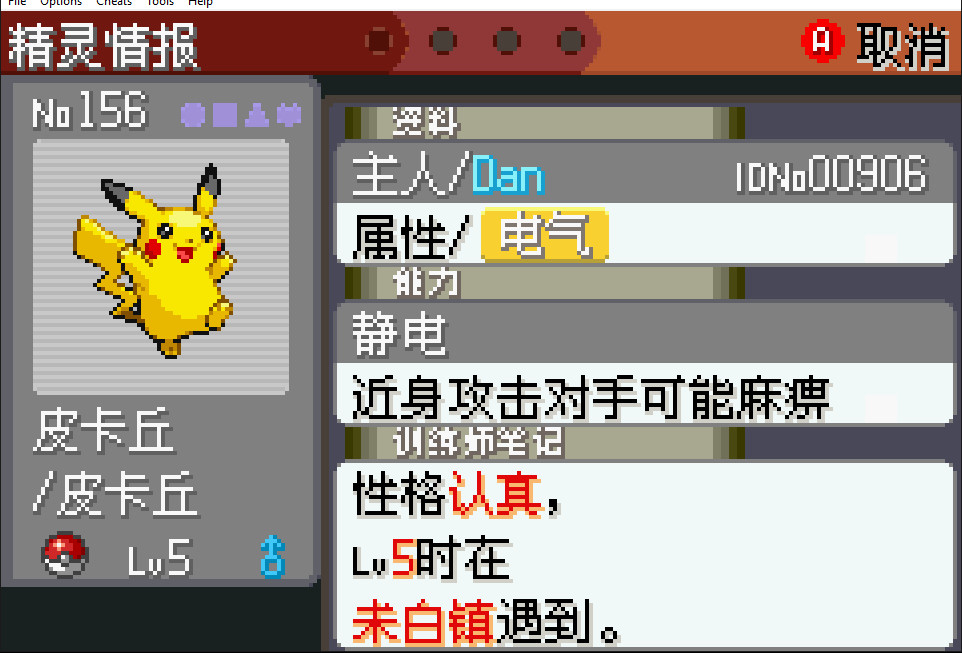 File Options Cheats Tools Help
精灵情报
A 取消
No156
资料
主人/Dan IDNo00906
属性/ 电气
能力
静电
近身攻击对手可能麻痹
皮卡丘
/皮卡丘
Lv5
训练师笔记
性格认真，
Lv5时在
未白镇遇到。